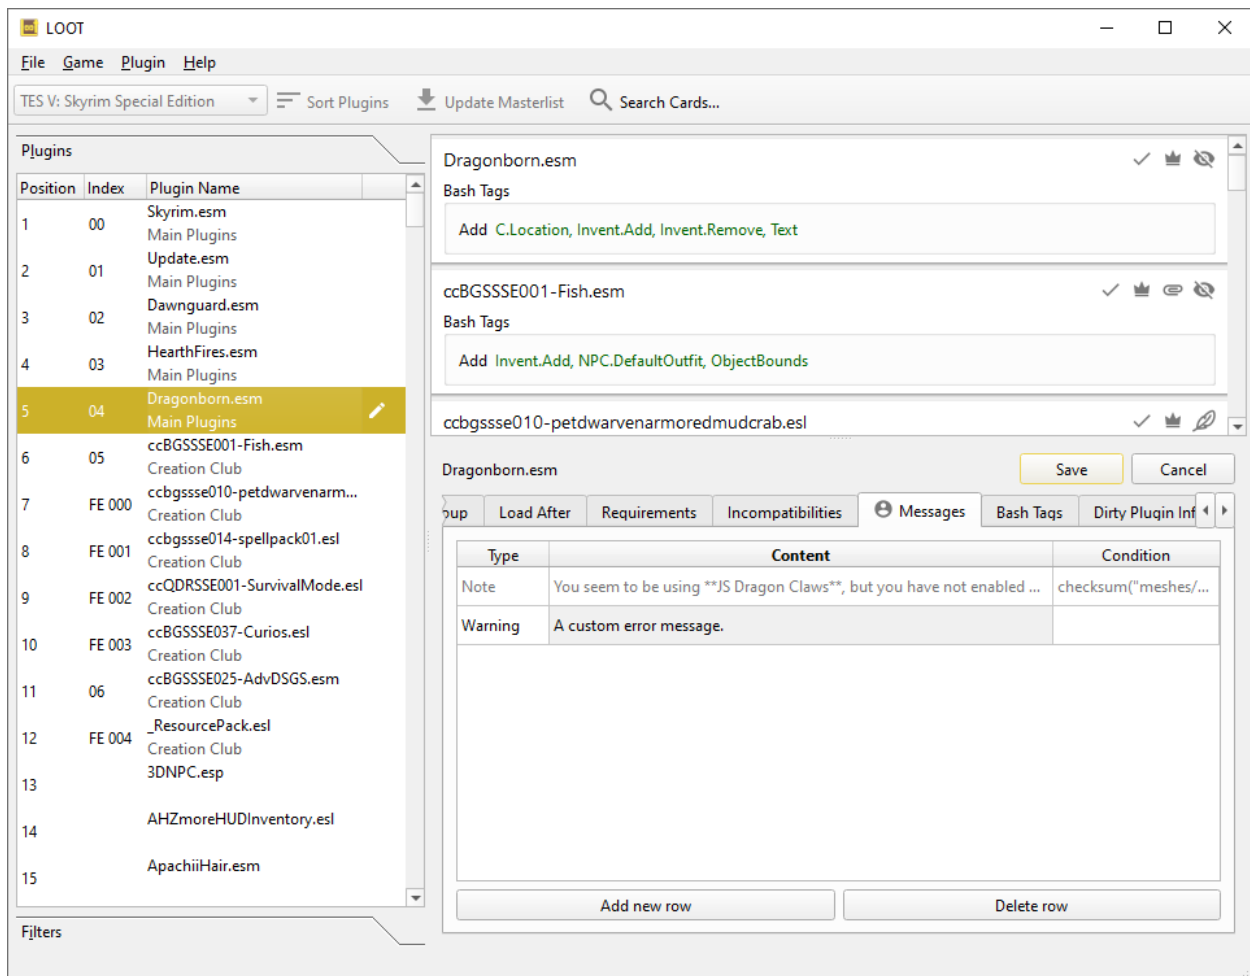 LOOT
File Game Plugin Help
TES V: Skyrim Special Edition Sort Plugins Update Masterlist Search Cards...
Plugins
Position Index Plugin Name
1 00 Skyrim.esm
Main Plugins
2 01 Update.esm
Main Plugins
3 02 Dawnguard.esm
Main Plugins
4 03 HearthFires.esm
Main Plugins
5 04 Dragonborn.esm
Main Plugins
6 05 ccBGSSSE001-Fish.esm
Creation Club
7 FE 000 ccbgssse010-petdwarvenarm...
Creation Club
8 FE 001 ccbgssse014-spellpack01.esl
Creation Club
9 FE 002 ccQDRSSE001-SurvivalMode.esl
Creation Club
10 FE 003 ccBGSSSE037-Curios.esl
Creation Club
11 06 ccBGSSSE025-AdvDSGS.esm
Creation Club
12 FE 004 _ResourcePack.esl
Creation Club
13 3DNPC.esp
14 AHZmoreHUDInventory.esl
15 ApachiiHair.esm
Filters
Dragonborn.esm
Bash Tags
Add C.Location, Invent.Add, Invent.Remove, Text
ccBGSSSE001-Fish.esm
Bash Tags
Add Invent.Add, NPC.DefaultOutfit, ObjectBounds
ccbgssse010-petdwarvenarmoredmudcrab.esl
Dragonborn.esm Save Cancel
oup Load After Requirements Incompatibilities Messages Bash Tags Dirty Plugin Inf
Type Content Condition
Note You seem to be using **JS Dragon Claws**, but you have not enabled ... checksum("meshes/...
Warning A custom error message.
Add new row Delete row